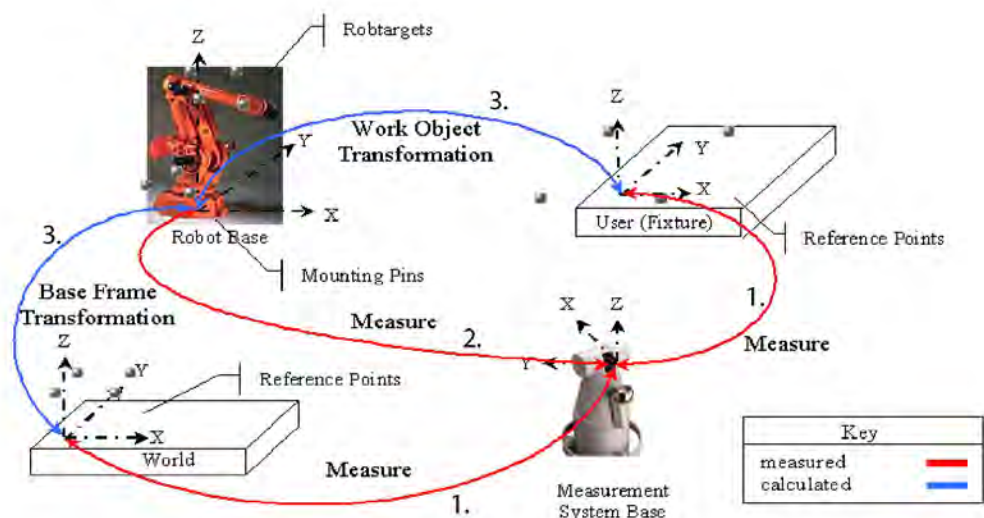 Z
Robtargets
3.
Z
Y
Work Object
Transformation
Y
X
X
3.
Robot Base
User (Fixture)
Reference Points
Mounting Pins
Base Frame
Transformation
1.
X
Z
Measure
2.
Measure
Z
Y
Y
Reference Points
X
World
Key
Measure
measured
calculated
1.
Measurement
System Base